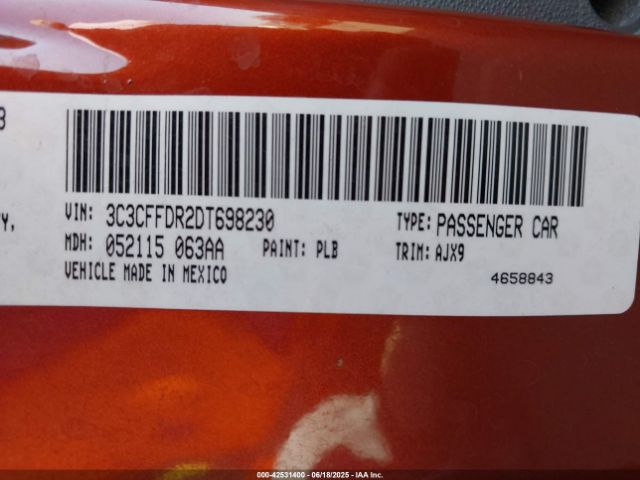 3
VIN: 3C3CFFDR2DT698230 TYPE: PASSENGER CAR
Y, MDH: 052115 063AA PAINT: PLB TRIM: AJX9
VEHICLE MADE IN MEXICO 4658843
000-42531400 - 06/18/2025 - IAA Inc.